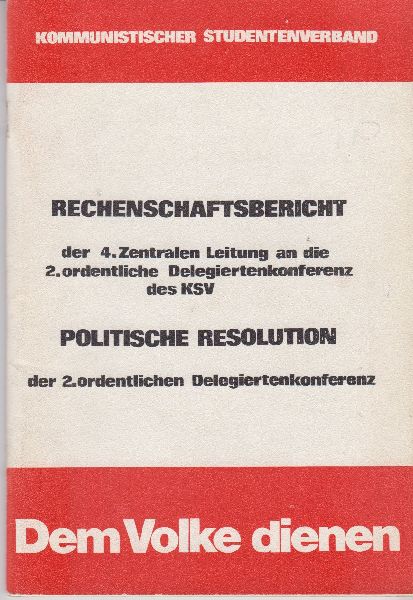 KOMMUNISTISCHER STUDENTENVERBAND
RECHENSCHAFTSBERICHT
der 4. Zentralen Leitung an die
2. ordentliche Delegiertenkonferenz
des KSV
POLITISCHE RESOLUTION
der 2. ordentlichen Delegiertenkonferenz
Dem Volke dienen